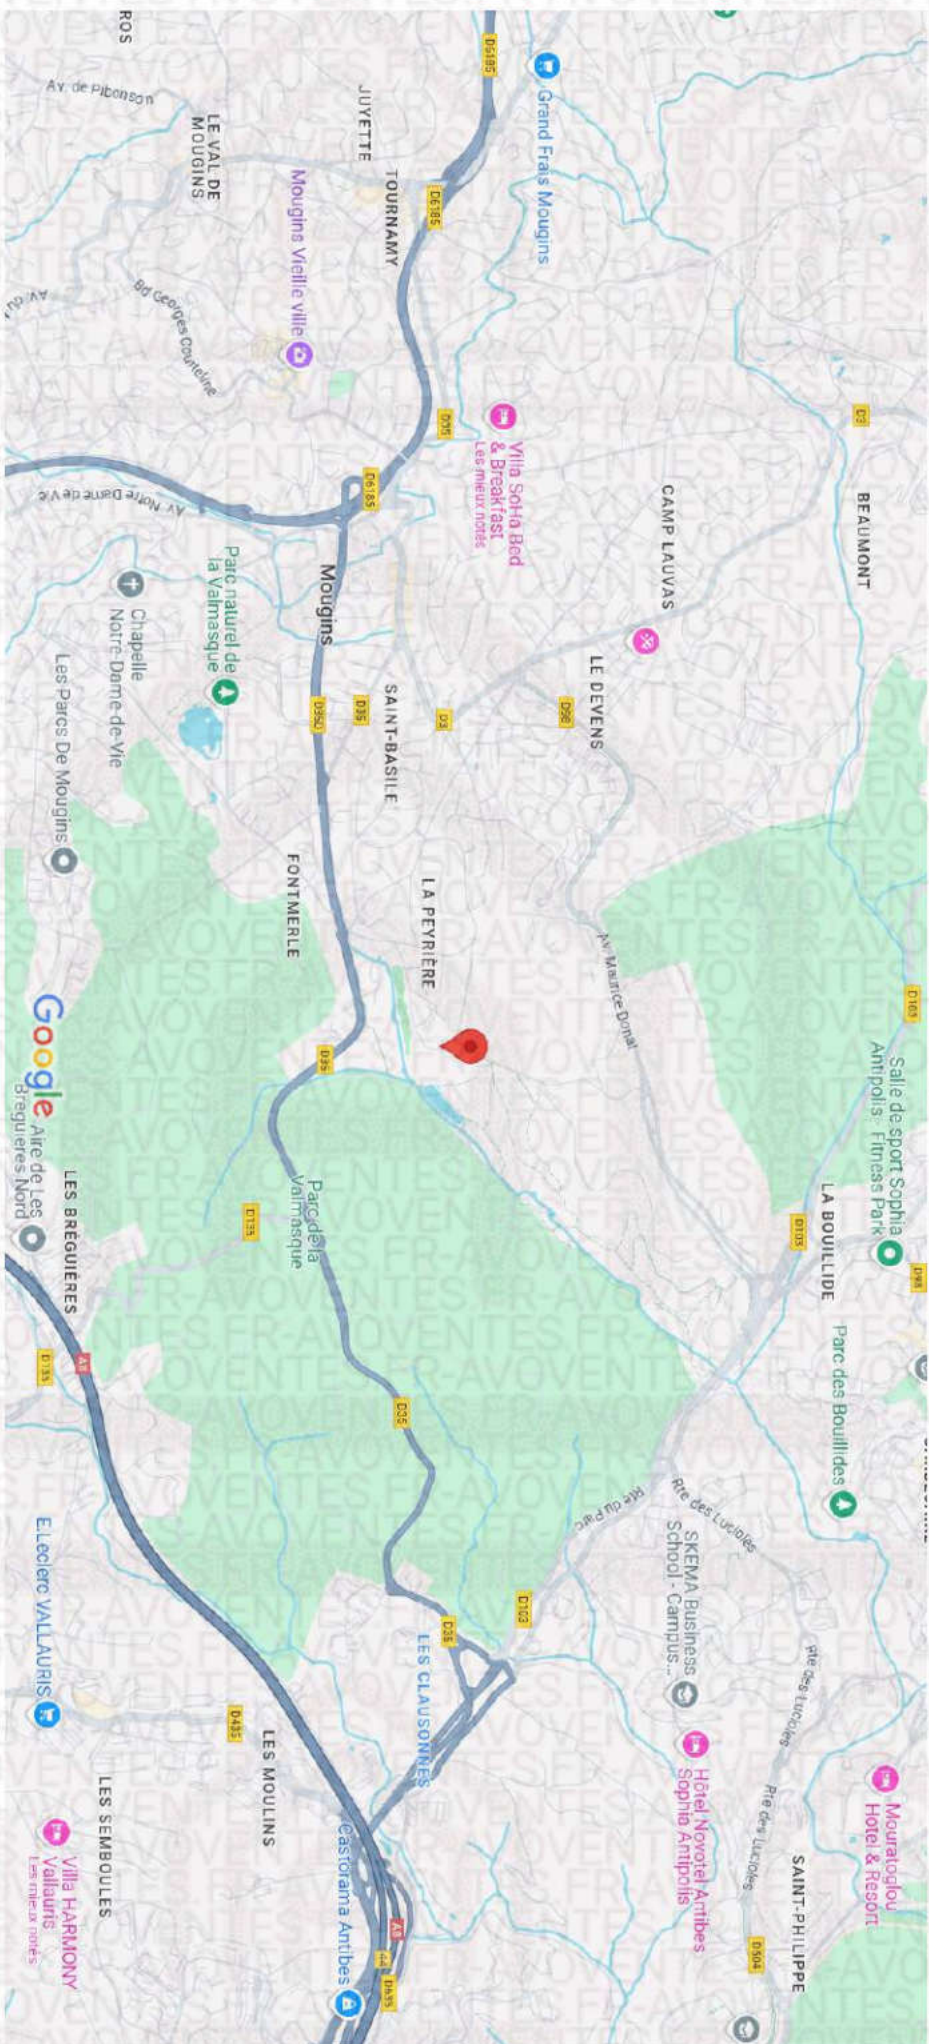 D6185
Grand Frais Mougins
Av. de Pibonson
JUYETTE
LE VAL DE
MOUGINS
TOURNAMY
D6185
Mougins Vieille ville
Bd Georges Courteline
D35
Villa SoHa Bed
& Breakfast
Les mieux notés
D3
BEAUMONT
CAMP LAUVAS
D6185
Av. Notre Dame de Vie
Mougins
Parc naturel de
la Valmasque
Chapelle
Notre-Dame-de-Vie
Les Parcs De Mougins
LE DEVENS
D98
D3
SAINT-BASILE
D35
D35D
FONTMERLE
LA PEYRIÈRE
Av. Maurice Donat
D103
Salle de sport Sophia
Antipolis - Fitness Park
D35
Google
Aire de Les
Bréguières Nord
LES BRÉGUIÈRES
Parc de la
Valmasque
D135
LA BOUILLIDE
D103
D98
Parc des Bouillides
D135
A8
D35
Rte du Parc
Rte des Lucioles
SKEMA Business
School - Campus...
D103
D35
LES CLAUSONNES
Rte des Lucioles
E.Leclerc VALLAURIS
D435
LES MOULINS
Hôtel Novotel Antibes
Sophia Antipolis
Mouratoglou
Hotel & Resort
Rte des Lucioles
SAINT-PHILIPPE
D504
LES SEMBOULES
Villa HARMONY
Vallauris
Les mieux notés
Castorama Antibes
A8
44
D635